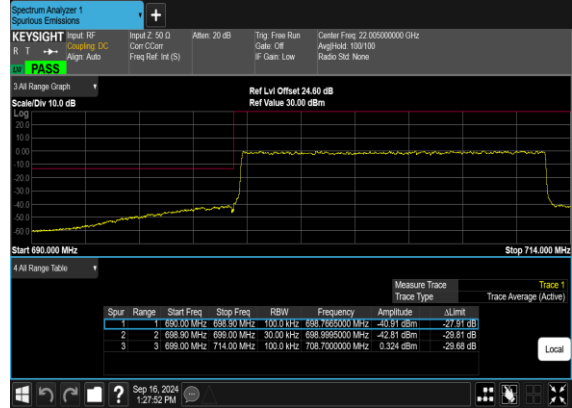 Spectrum Analyzer 1
Spurious Emissions
+
KEYSIGHT Input: RF Input Z: 50 Ω Atten: 20 dB Trig: Free Run Center Freq: 22.005000000 GHz
R T Coupling: DC Corr CCorr Gate: Off Avg|Hold: 100/100
Align: Auto Freq Ref: Int (S) IF Gain: Low Radio Std: None
PASS
3 All Range Graph
Ref Lvl Offset 24.60 dB
Scale/Div 10.0 dB Ref Value 30.00 dBm
Log
20.0
10.0
0.00
-10.0
-20.0
-30.0
-40.0
-50.0
-60.0
Start 690.000 MHz Stop 714.000 MHz
4 All Range Table
Measure Trace Trace 1
Trace Type Trace Average (Active)
Spur Range Start Freq Stop Freq RBW Frequency Amplitude ΔLimit
1 1 690.00 MHz 698.90 MHz 100.0 kHz 698.7665000 MHz -40.91 dBm -27.91 dB
2 2 698.90 MHz 699.00 MHz 30.00 kHz 698.9995000 MHz -42.81 dBm -29.81 dB
3 3 699.00 MHz 714.00 MHz 100.0 kHz 708.7000000 MHz 0.324 dBm -29.68 dB
Local
? Sep 16, 2024
1:27:52 PM